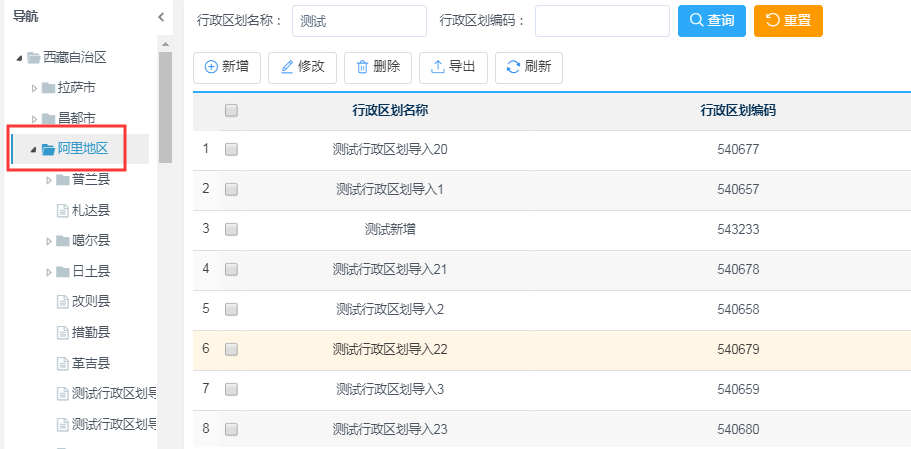 导航
西藏自治区
拉萨市
昌都市
阿里地区
普兰县
札达县
噶尔县
日土县
改则县
措勤县
革吉县
测试行政区划导
测试行政区划导
行政区划名称： 测试 行政区划编码： 查询 重置
新增 修改 删除 导出 刷新
行政区划名称 行政区划编码
1 测试行政区划导入20 540677
2 测试行政区划导入1 540657
3 测试新增 543233
4 测试行政区划导入21 540678
5 测试行政区划导入2 540658
6 测试行政区划导入22 540679
7 测试行政区划导入3 540659
8 测试行政区划导入23 540680